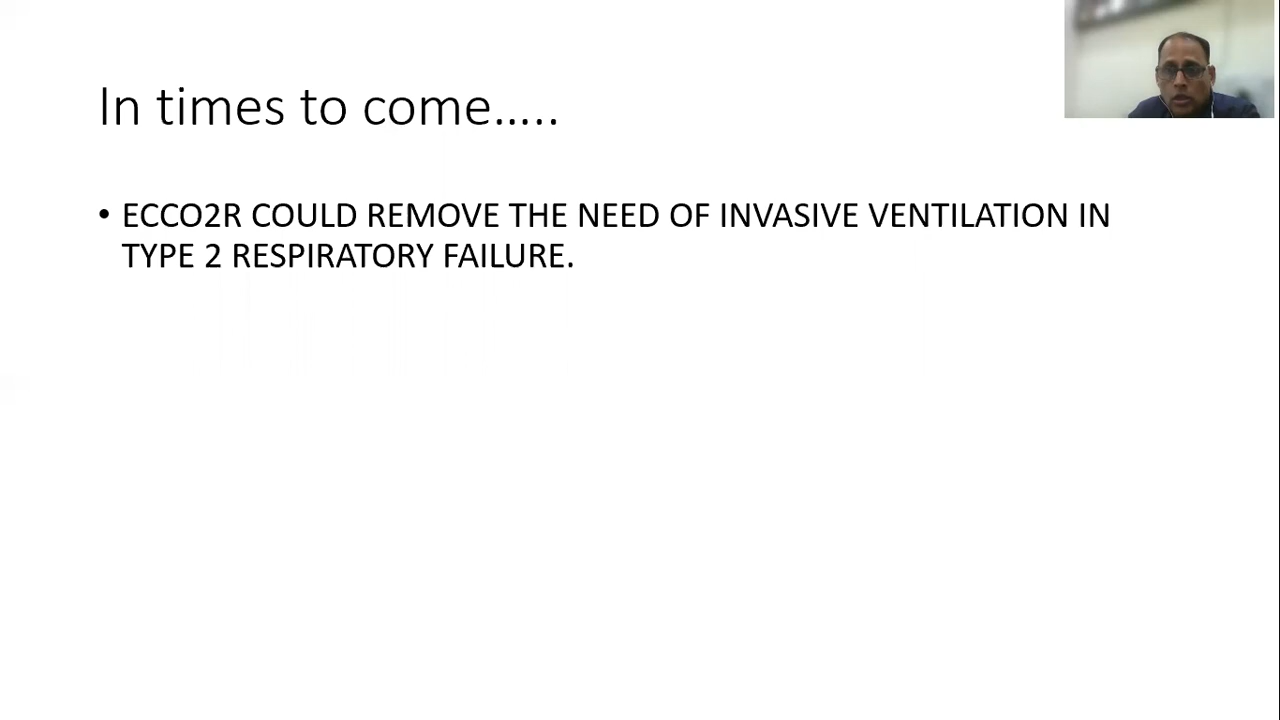 In times to come…..
• ECCO2R COULD REMOVE THE NEED OF INVASIVE VENTILATION IN
TYPE 2 RESPIRATORY FAILURE.